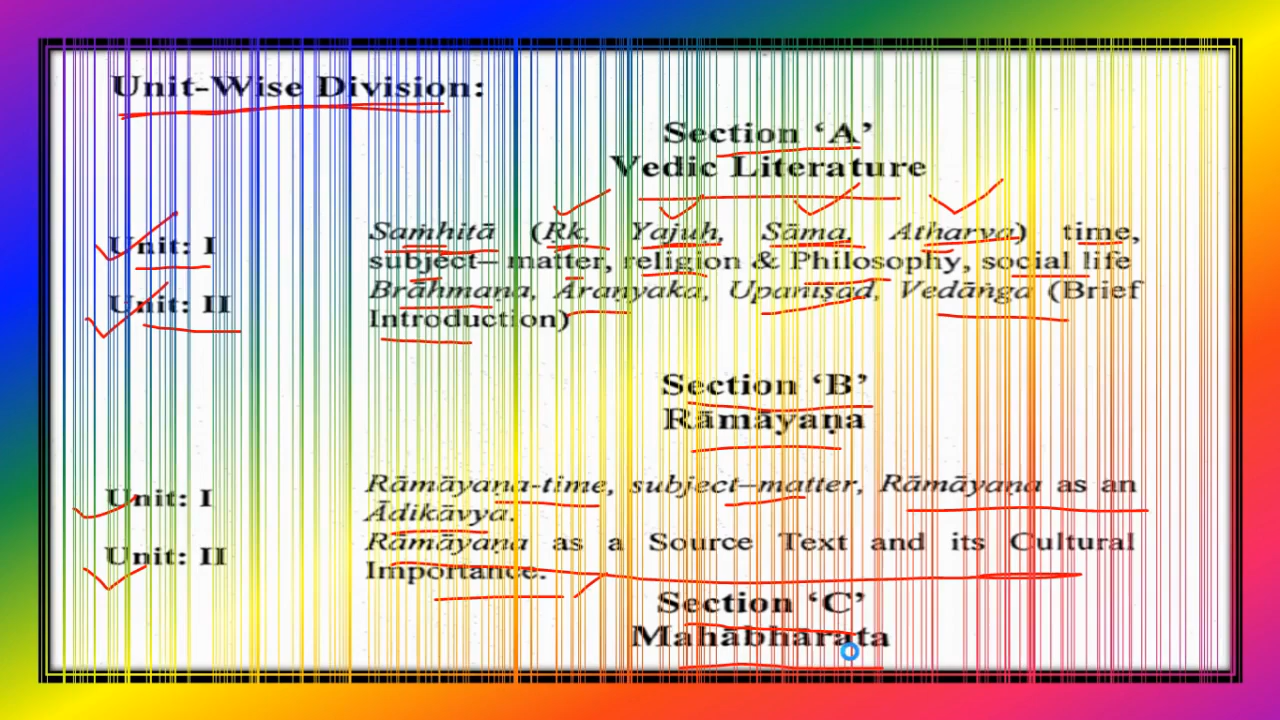 Unit-Wise Division:
Section ‘A’
Vedic Literature
Unit: I
Saṁhitā (Ṛk, Yajuḥ, Sāma, Atharva) time,
subject– matter, religion & Philosophy, social life
Unit: II
Brāhmaṇa, Āraṇyaka, Upaniṣad, Vedāṅga (Brief
Introduction)
Section ‘B’
Rāmāyaṇa
Unit: I
Rāmāyaṇa-time, subject–matter, Rāmāyaṇa as an
Ādikāvya.
Unit: II
Rāmāyaṇa as a Source Text and its Cultural
Importance.
Section ‘C’
Mahābhārata